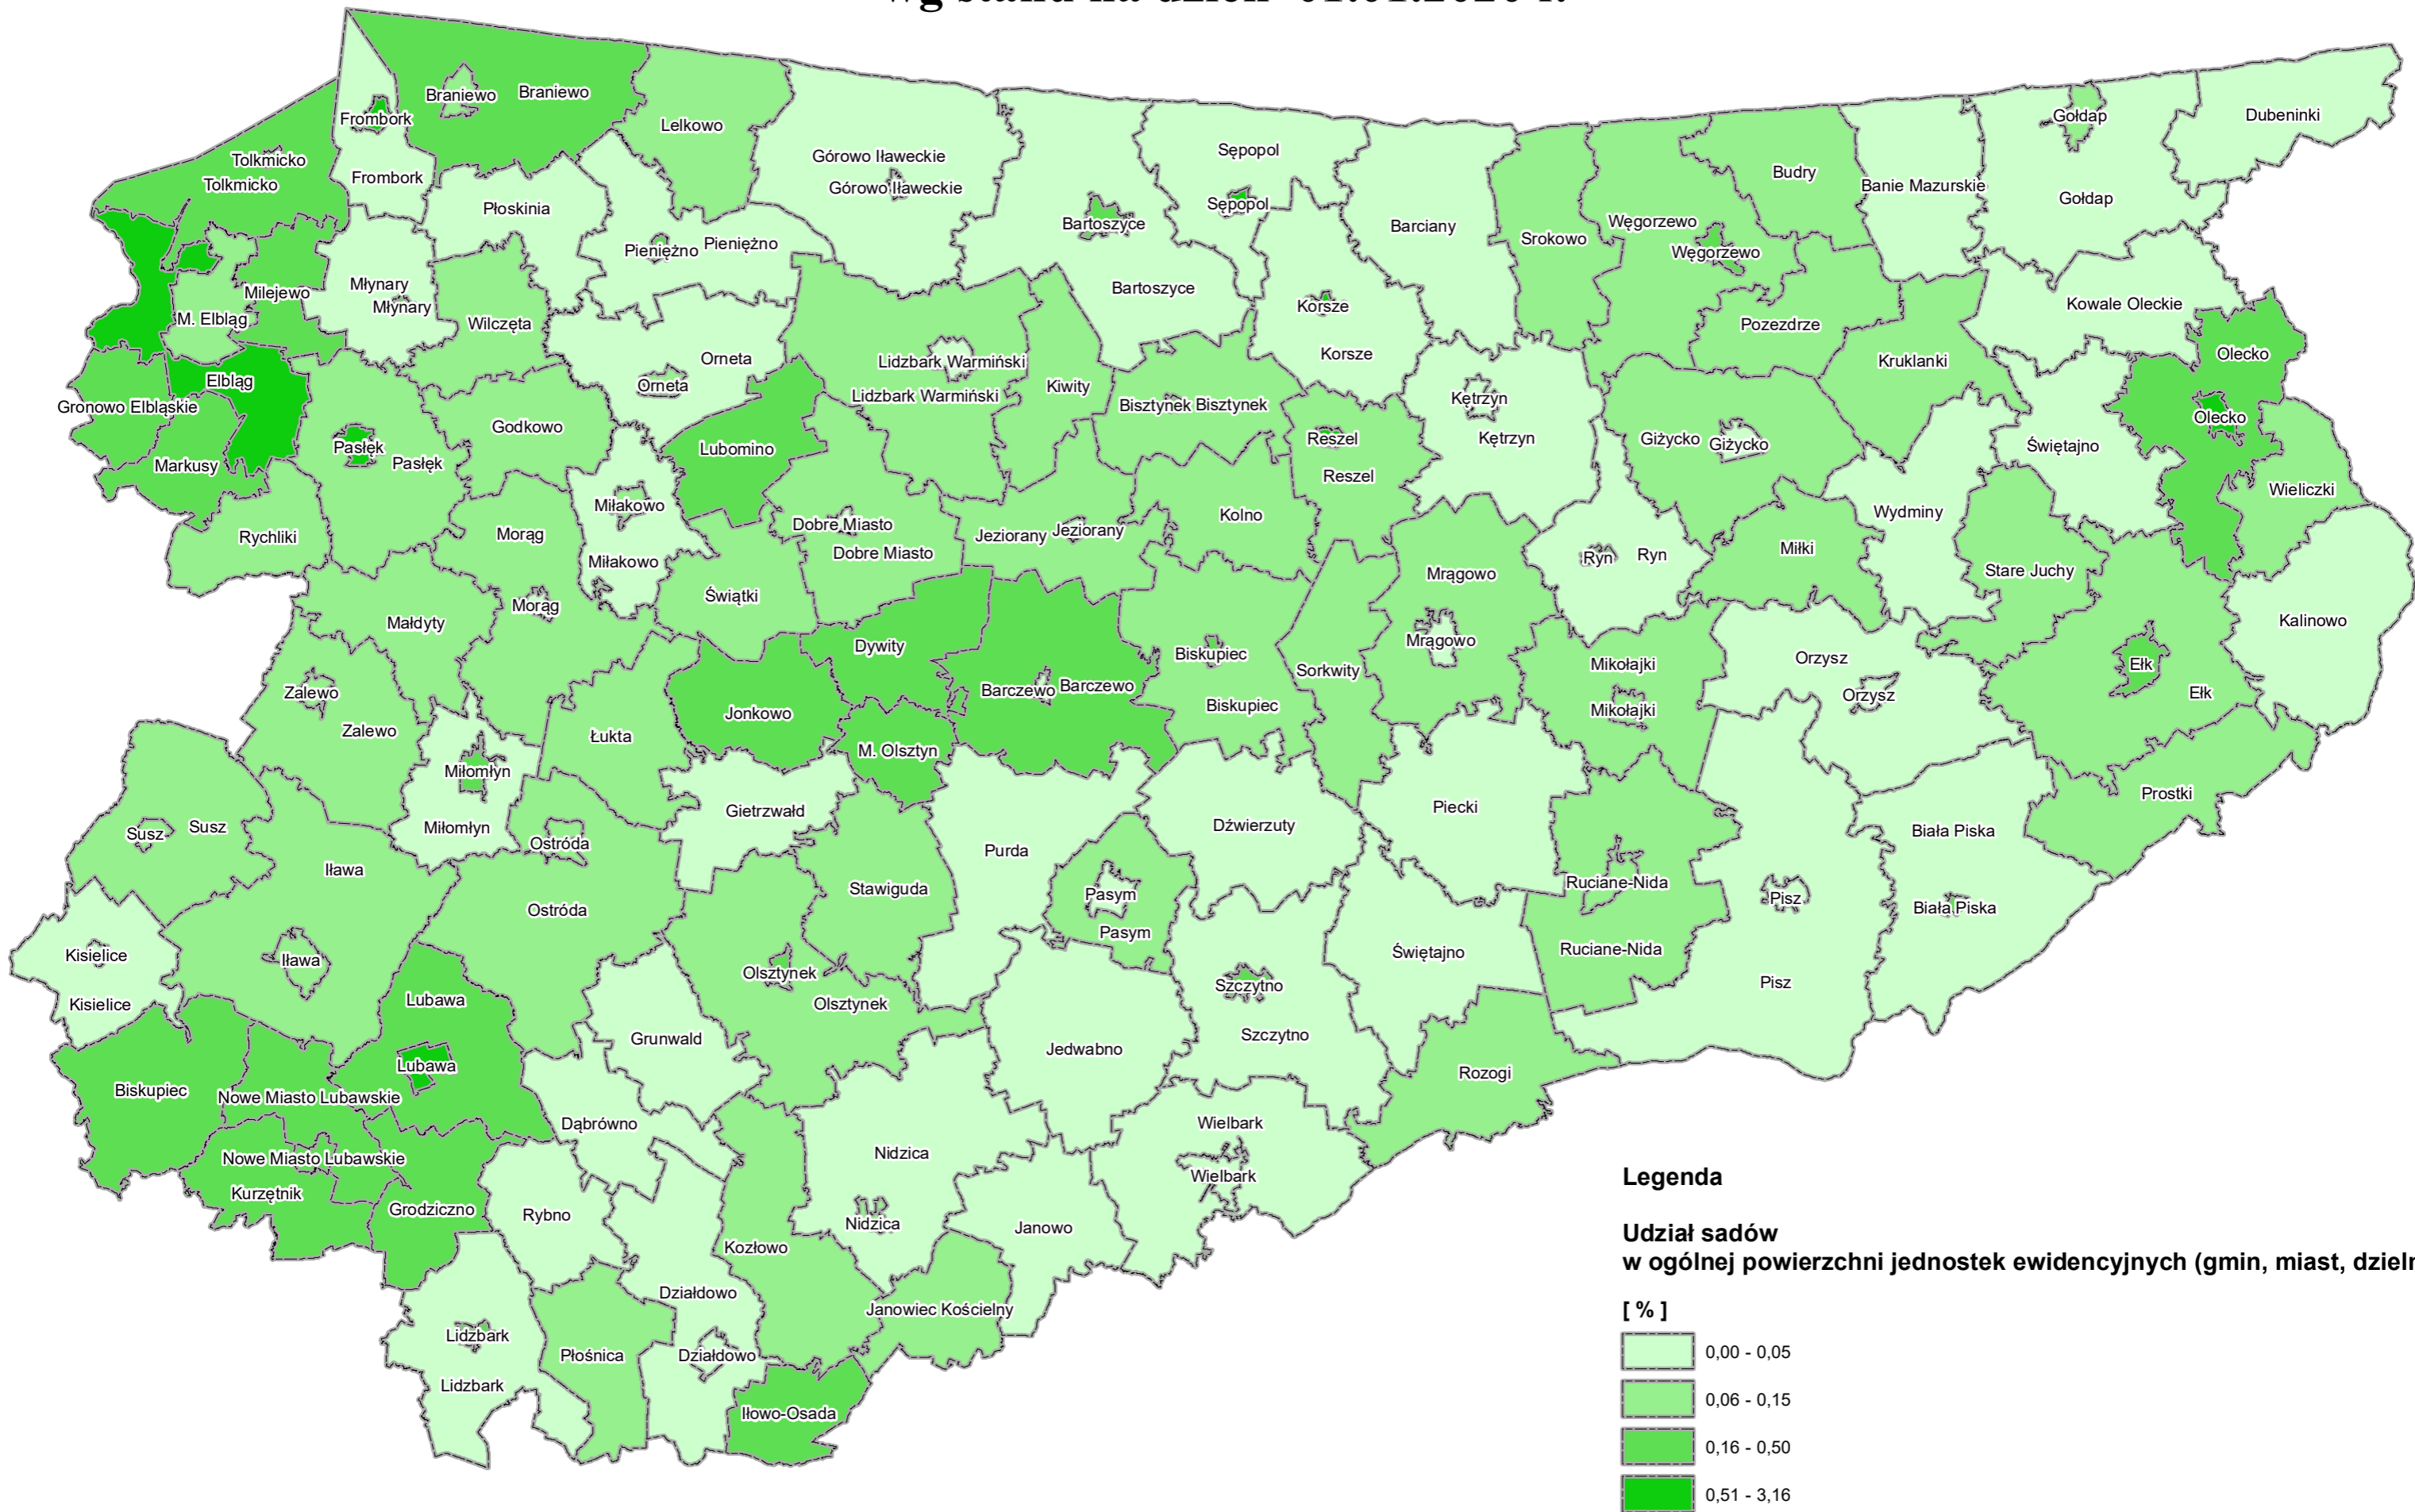 Braniewo
Braniewo
Frombork
Lelkowo
Gołdap
Dubeninki
Tolkmicko
Tolkmicko
Frombork
Górowo Iławeckie
Górowo Iławeckie
Sępopol
Sępopol
Budry
Banie Mazurskie
Gołdap
Płoskinia
Pieniężno
Pieniężno
Bartoszyce
Bartoszyce
Barciany
Srokowo
Węgorzewo
Węgorzewo
Milejewo
Młynary
Młynary
M. Elbląg
Wilczęta
Korsze
Korsze
Pozezdrze
Kowale Oleckie
Kruklanki
Olecko
Olecko
Elbląg
Gronowo Elbląskie
Orneta
Orneta
Lidzbark Warmiński
Lidzbark Warmiński
Kiwity
Bisztynek
Bisztynek
Kętrzyn
Kętrzyn
Reszel
Reszel
Giżycko
Giżycko
Świętajno
Wieliczki
Markusy
Pasłęk
Pasłęk
Godkowo
Lubomino
Rychliki
Morąg
Morąg
Miłakowo
Miłakowo
Dobre Miasto
Dobre Miasto
Jeziorany
Jeziorany
Kolno
Wydminy
Ryn
Ryn
Miłki
Stare Juchy
Mrągowo
Mrągowo
Kalinowo
Małdyty
Świątki
Dywity
Barczewo
Barczewo
Biskupiec
Biskupiec
Sorkwity
Mikołajki
Mikołajki
Orzysz
Orzysz
Ełk
Ełk
Zalewo
Zalewo
Łukta
Jonkowo
M. Olsztyn
Miłomłyn
Miłomłyn
Gietrzwałd
Dźwierzuty
Piecki
Prostki
Biała Piska
Biała Piska
Susz
Susz
Ostróda
Ostróda
Iława
Iława
Stawiguda
Purda
Pasym
Pasym
Ruciane-Nida
Ruciane-Nida
Pisz
Pisz
Kisielice
Kisielice
Olsztynek
Olsztynek
Szczytno
Szczytno
Świętajno
Lubawa
Lubawa
Grunwald
Jedwabno
Rozogi
Biskupiec
Nowe Miasto Lubawskie
Nowe Miasto Lubawskie
Dąbrówno
Nidzica
Nidzica
Wielbark
Wielbark
Kurzętnik
Grodziczno
Rybno
Kozłowo
Janowo
Janowiec Kościelny
Działdowo
Działdowo
Lidzbark
Lidzbark
Płośnica
Iłowo-Osada
Legenda
Udział sadów
w ogólnej powierzchni jednostek ewidencyjnych (gmin, miast,
[ % ]
0,00 - 0,05
0,06 - 0,15
0,16 - 0,50
0,51 - 3,16